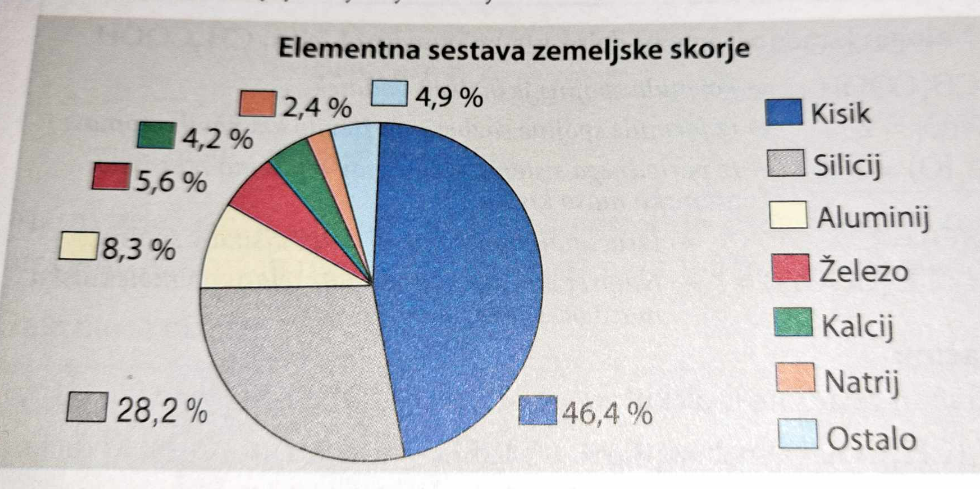 Elementna sestava zemeljske skorje
2,4 %
4,9 %
4,2 %
5,6 %
8,3 %
28,2 %
46,4 %
Kisik
Silicij
Aluminij
Železo
Kalcij
Natrij
Ostalo